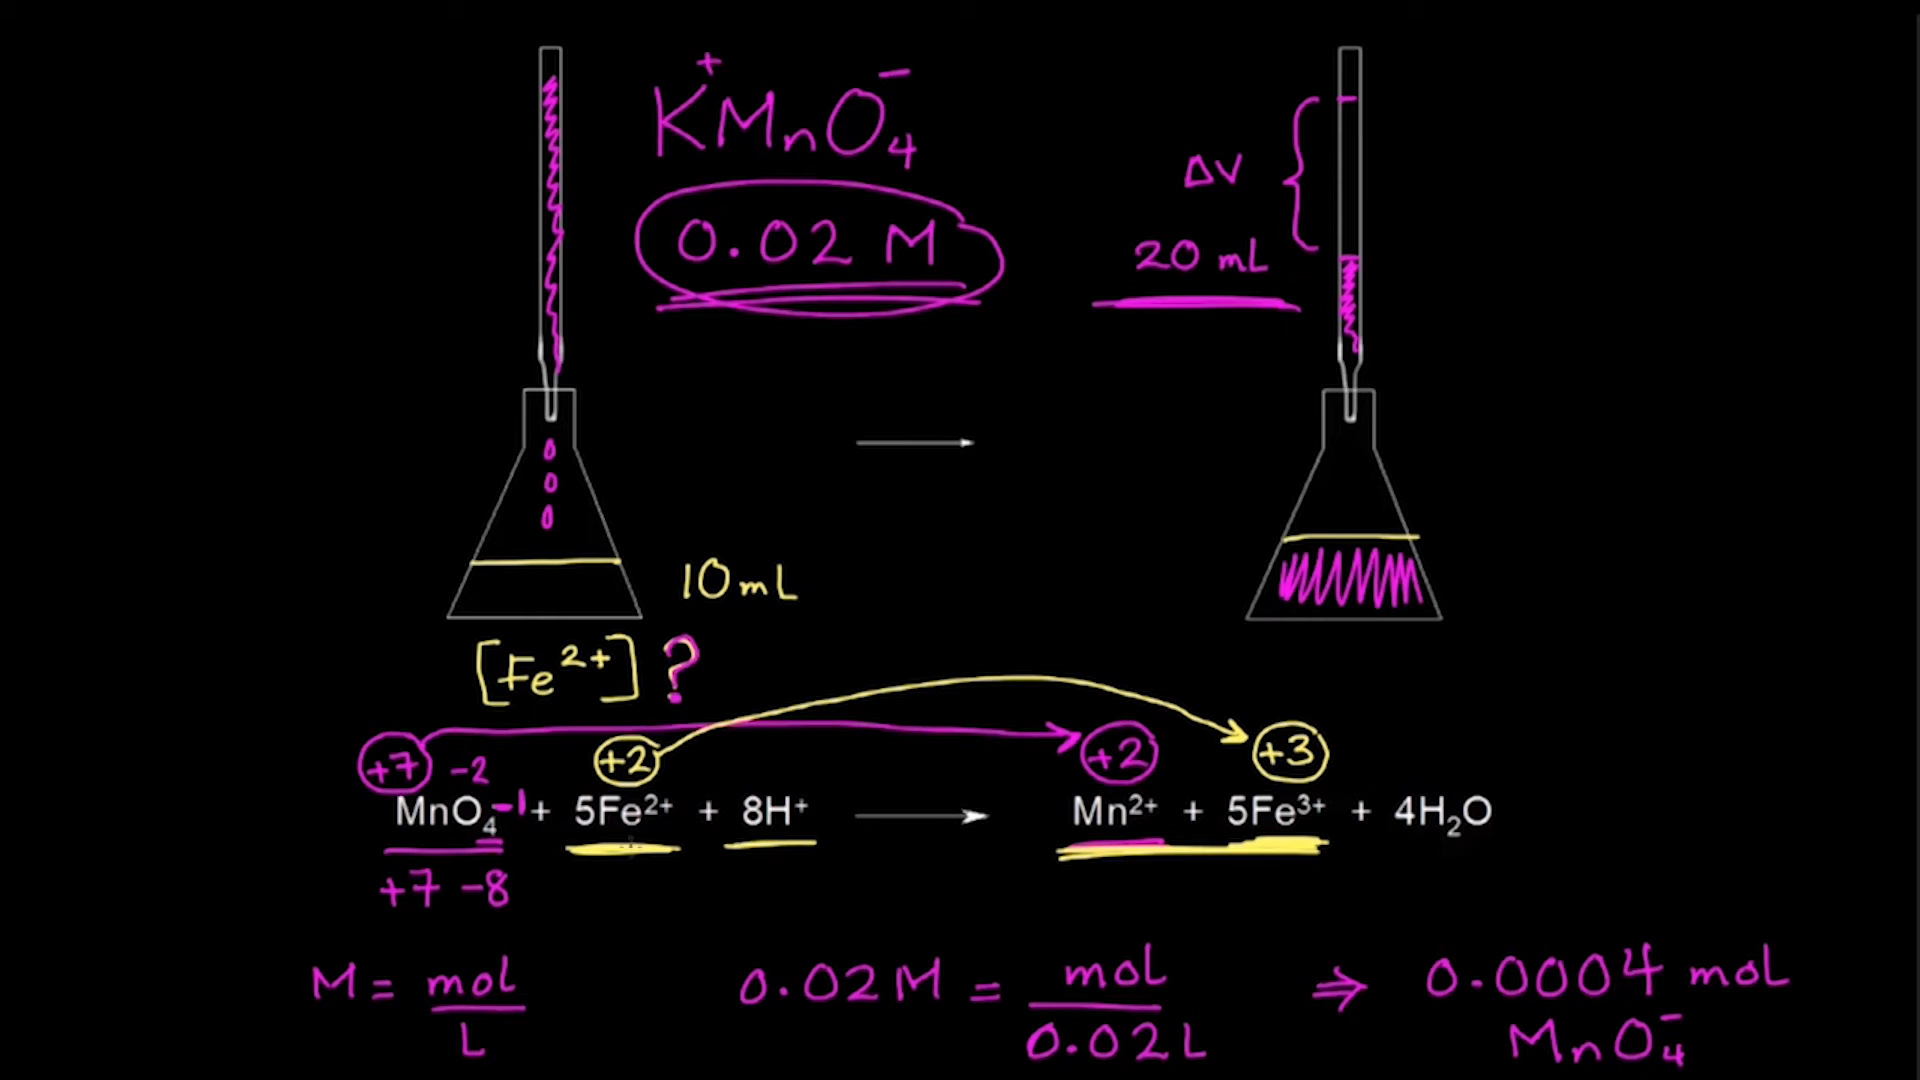 K⁺MnO₄⁻
0.02 M
ΔV
20 mL
10 mL
[Fe²⁺] ?
+7 -2 +2 +2 +3
MnO₄-1 + 5Fe²⁺ + 8H⁺ ⟶ Mn²⁺ + 5Fe³⁺ + 4H₂O
+7 -8
M = mol/L 0.02 M = mol/0.02 L ⇒ 0.0004 mol
MnO₄⁻